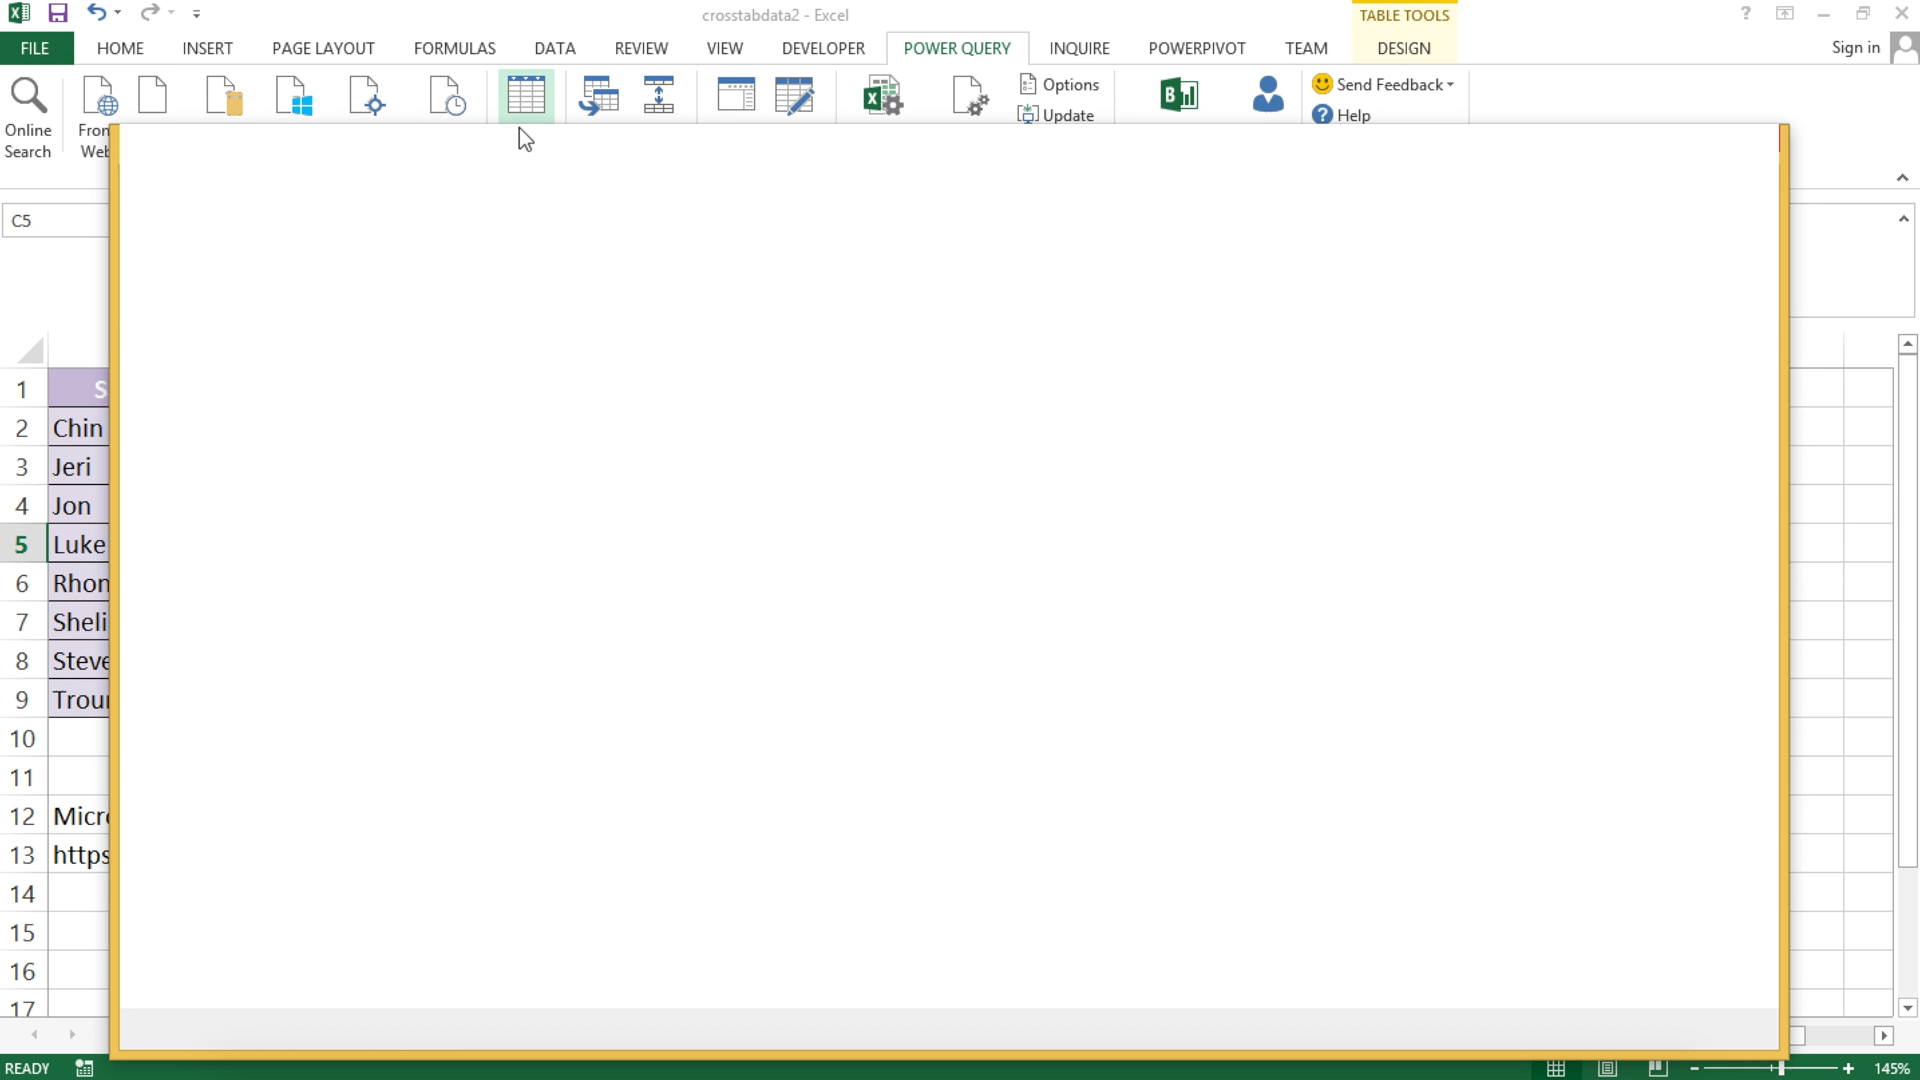 crosstabdata2 - Excel
TABLE TOOLS
?
FILE HOME INSERT PAGE LAYOUT FORMULAS DATA REVIEW VIEW DEVELOPER POWER QUERY INQUIRE POWERPIVOT TEAM DESIGN Sign in
Options
Send Feedback
Update
Help
Online
Search
From
Web
C5
1 S
2 Chin
3 Jeri
4 Jon
5 Luke
6 Rhon
7 Sheli
8 Steve
9 Trou
10
11
12 Micr
13 https
14
15
16
17
READY
145%